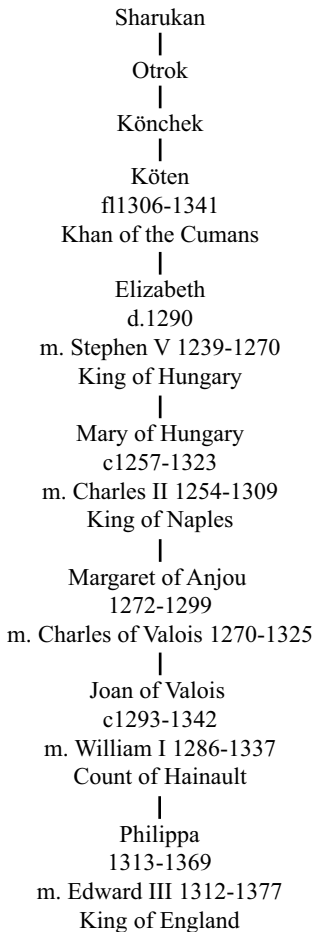 Sharukan
Otrok
Könchek
Köten
fl1306-1341
Khan of the Cumans
Elizabeth
d.1290
m. Stephen V 1239-1270
King of Hungary
Mary of Hungary
c1257-1323
m. Charles II 1254-1309
King of Naples
Margaret of Anjou
1272-1299
m. Charles of Valois 1270-1325
Joan of Valois
c1293-1342
m. William I 1286-1337
Count of Hainault
Philippa
1313-1369
m. Edward III 1312-1377
King of England